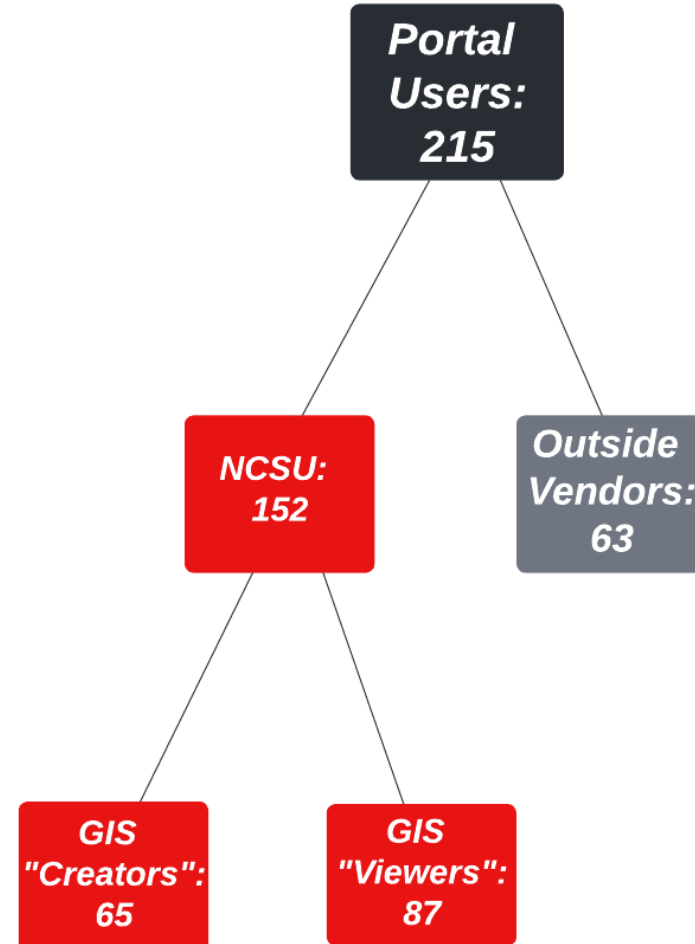 Portal
Users:
215
NCSU:
152
Outside
Vendors:
63
GIS
"Creators":
65
GIS
"Viewers":
87